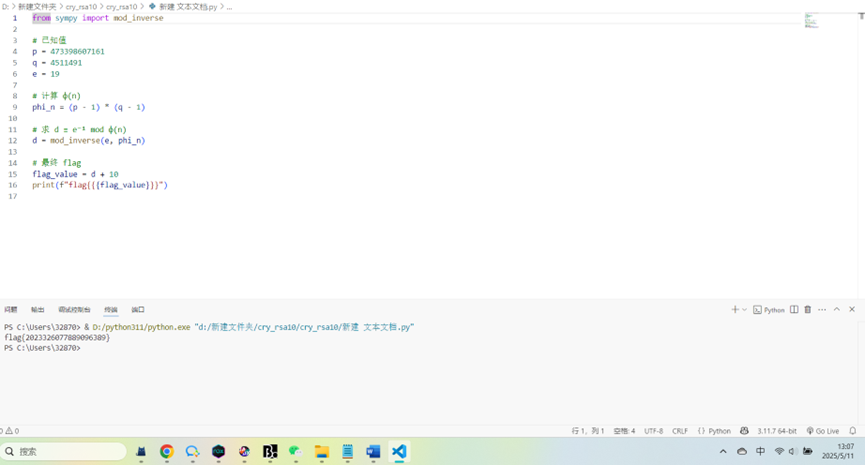 D: > 新建文件夹 > cry_rsa10 > cry_rsa10 > 新建 文本文档.py > ...
1 from sympy import mod_inverse
2
3 # 已知值
4 p = 473398607161
5 q = 4511491
6 e = 19
7
8 # 计算 ϕ(n)
9 phi_n = (p - 1) * (q - 1)
10
11 # 求 d ≡ e⁻¹ mod ϕ(n)
12 d = mod_inverse(e, phi_n)
13
14 # 最终 flag
15 flag_value = d + 10
16 print(f"flag{{{flag_value}}}")
17
问题 输出 调试控制台 终端 端口
Python
PS C:\Users\32870> & D:/python311/python.exe "d:/新建文件夹/cry_rsa10/cry_rsa10/新建 文本文档.py"
flag{2023326077889096389}
PS C:\Users\32870>
0 0 行 1，列 1 空格: 4 UTF-8 CRLF {} Python 3.11.7 64-bit Go Live
搜索
中
13:07
2025/5/11